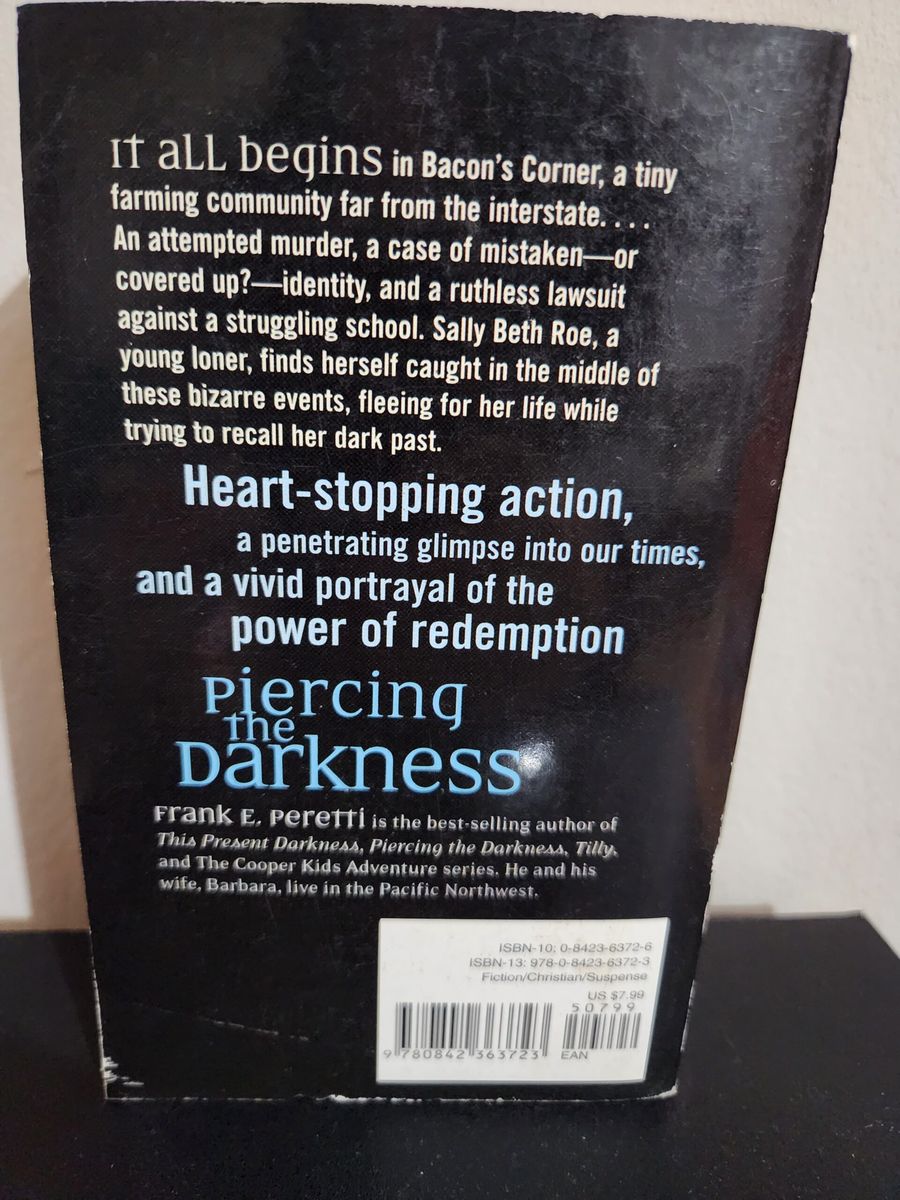 It all begins in Bacon's Corner, a tiny
farming community far from the interstate. . . .
An attempted murder, a case of mistaken—or
covered up?—identity, and a ruthless lawsuit
against a struggling school. Sally Beth Roe, a
young loner, finds herself caught in the middle of
these bizarre events, fleeing for her life while
trying to recall her dark past.
Heart-stopping action,
a penetrating glimpse into our times,
and a vivid portrayal of the
power of redemption
Piercing
the
Darkness
Frank E. Peretti is the best-selling author of
This Present Darkness, Piercing the Darkness, Tilly,
and The Cooper Kids Adventure series. He and his
wife, Barbara, live in the Pacific Northwest.
ISBN-10: 0-8423-6372-6
ISBN-13: 978-0-8423-6372-3
Fiction/Christian/Suspense
US $7.99
50799
9 780842 363723
EAN